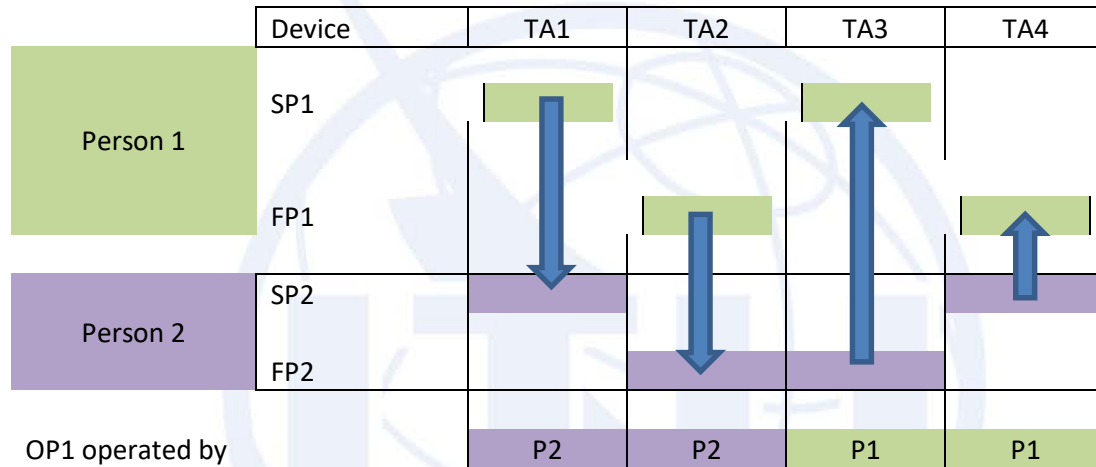 Device TA1 TA2 TA3 TA4
SP1
Person 1
FP1
SP2
Person 2
FP2
OP1 operated by P2 P2 P1 P1